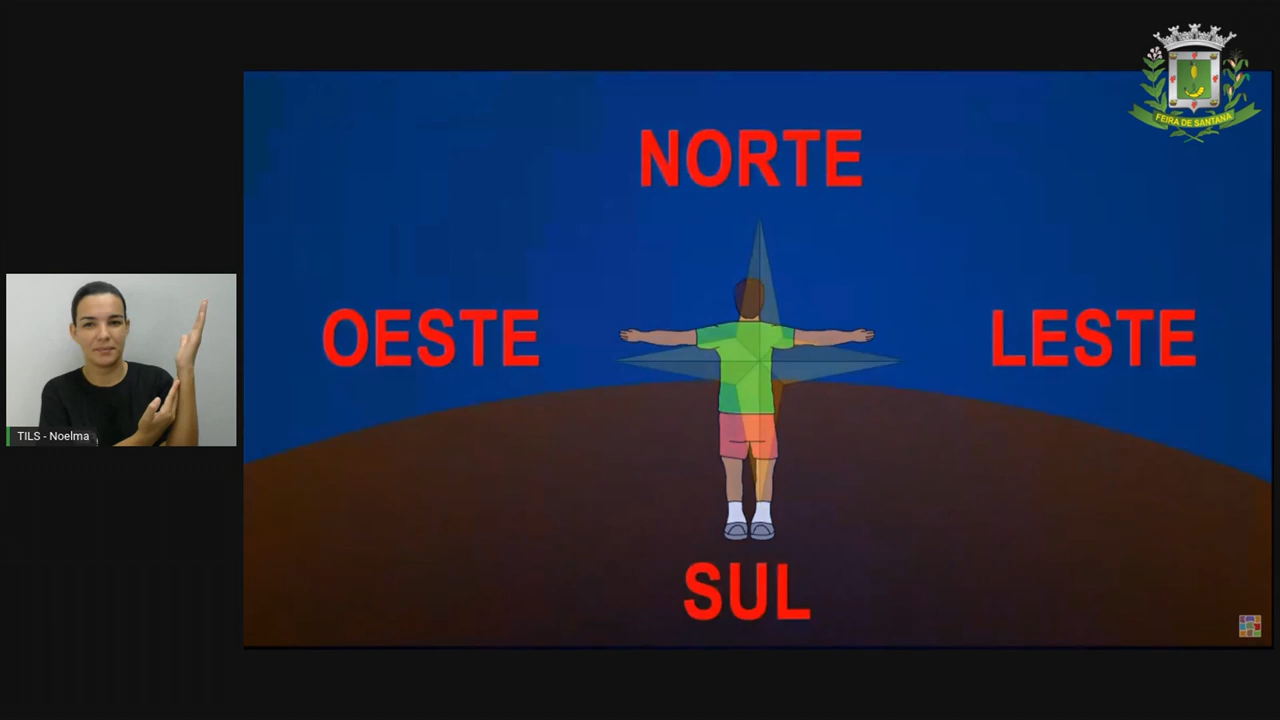 FEIRA DE SANTANA
NORTE
OESTE
LESTE
TILS - Noelma
SUL